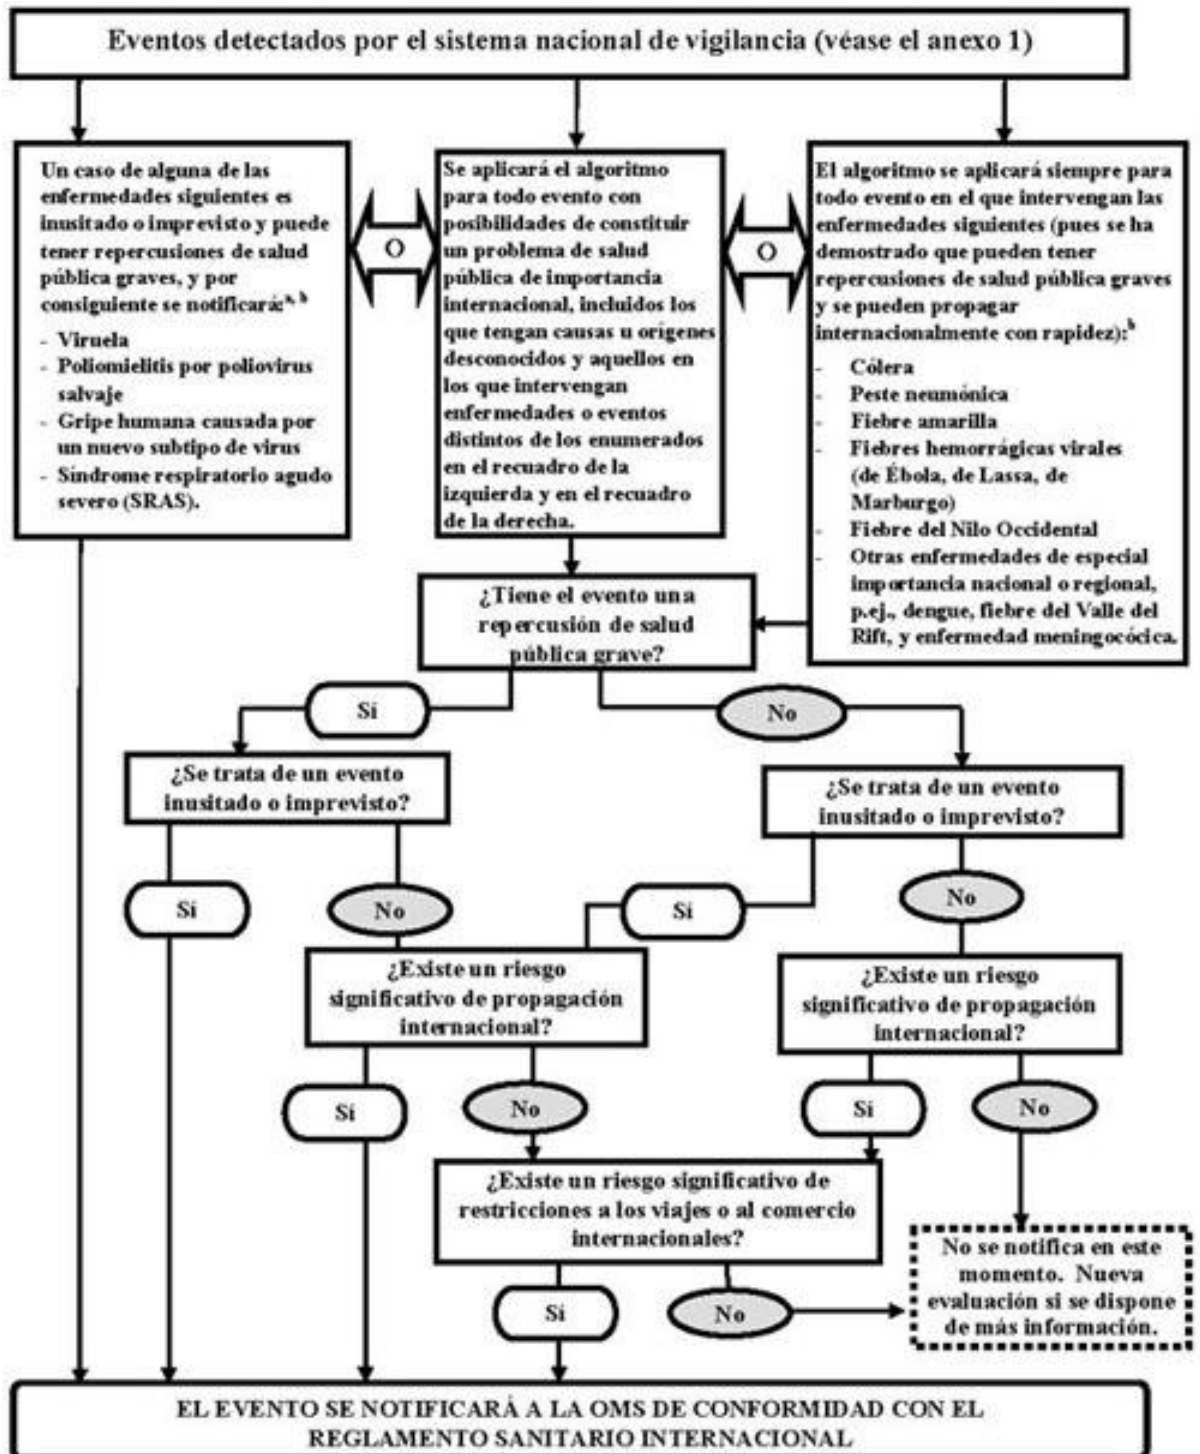 Eventos detectados por el sistema nacional de vigilancia (véase el anexo 1)
Un caso de alguna de las
enfermedades siguientes es
inusitado o imprevisto y puede
tener repercusiones de salud
pública graves, y por
consiguiente se notificará:a, b
- Viruela
- Poliomielitis por poliovirus
salvaje
- Gripe humana causada por
un nuevo subtipo de virus
- Síndrome respiratorio agudo
severo (SRAS).
O
Se aplicará el algoritmo
para todo evento con
posibilidades de constituir
un problema de salud
pública de importancia
internacional, incluidos los
que tengan causas u orígenes
desconocidos y aquellos en
los que intervengan
enfermedades o eventos
distintos de los enumerados
en el recuadro de la
izquierda y en el recuadro
de la derecha.
O
El algoritmo se aplicará siempre para
todo evento en el que intervengan las
enfermedades siguientes (pues se ha
demostrado que pueden tener
repercusiones de salud pública graves
y se pueden propagar
internacionalmente con rapidez):b
- Cólera
- Peste neumónica
- Fiebre amarilla
- Fiebres hemorrágicas virales
(de Ébola, de Lassa, de
Marburgo)
- Fiebre del Nilo Occidental
- Otras enfermedades de especial
importancia nacional o regional,
p.ej., dengue, fiebre del Valle del
Rift, y enfermedad meningocócica.
¿Tiene el evento una
repercusión de salud
pública grave?
Sí
No
¿Se trata de un evento
inusitado o imprevisto?
¿Se trata de un evento
inusitado o imprevisto?
Sí
No
Sí
No
¿Existe un riesgo
significativo de propagación
internacional?
¿Existe un riesgo
significativo de propagación
internacional?
Sí
No
Sí
No
¿Existe un riesgo significativo de
restricciones a los viajes o al comercio
internacionales?
No se notifica en este
momento. Nueva
evaluación si se dispone
de más información.
Sí
No
EL EVENTO SE NOTIFICARÁ A LA OMS DE CONFORMIDAD CON EL
REGLAMENTO SANITARIO INTERNACIONAL